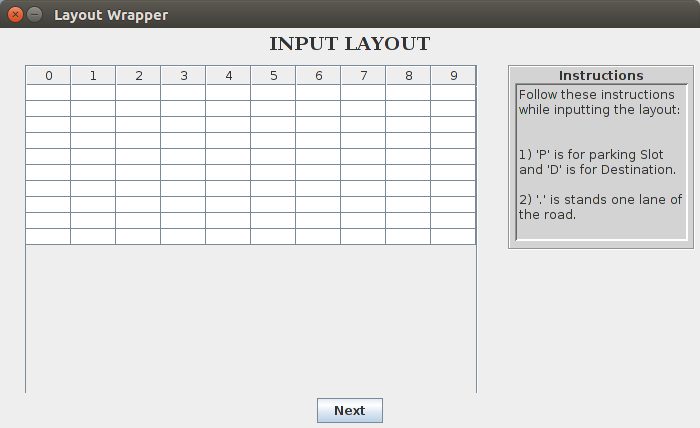 Layout Wrapper
INPUT LAYOUT
0 1 2 3 4 5 6 7 8 9
Instructions
Follow these instructions
while inputting the layout:
1) 'P' is for parking Slot
and 'D' is for Destination.
2) '.' is stands one lane of
the road.
Next